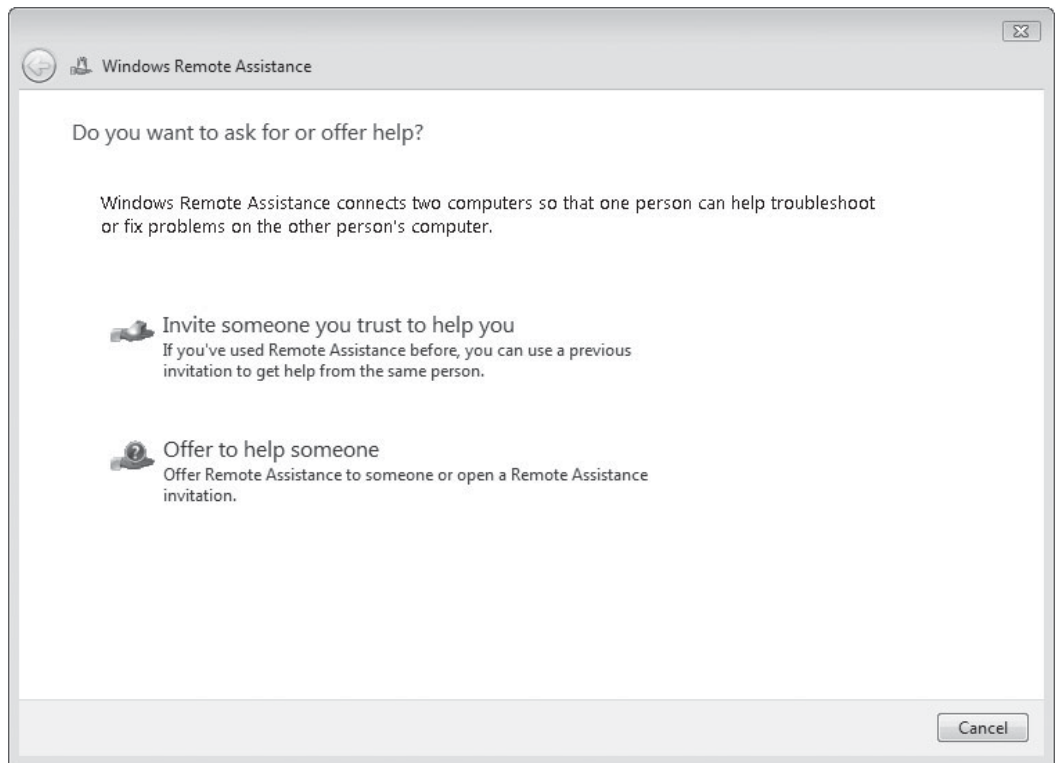 Windows Remote Assistance
Do you want to ask for or offer help?
Windows Remote Assistance connects two computers so that one person can help troubleshoot
or fix problems on the other person's computer.
Invite someone you trust to help you
If you've used Remote Assistance before, you can use a previous
invitation to get help from the same person.
Offer to help someone
Offer Remote Assistance to someone or open a Remote Assistance
invitation.
Cancel